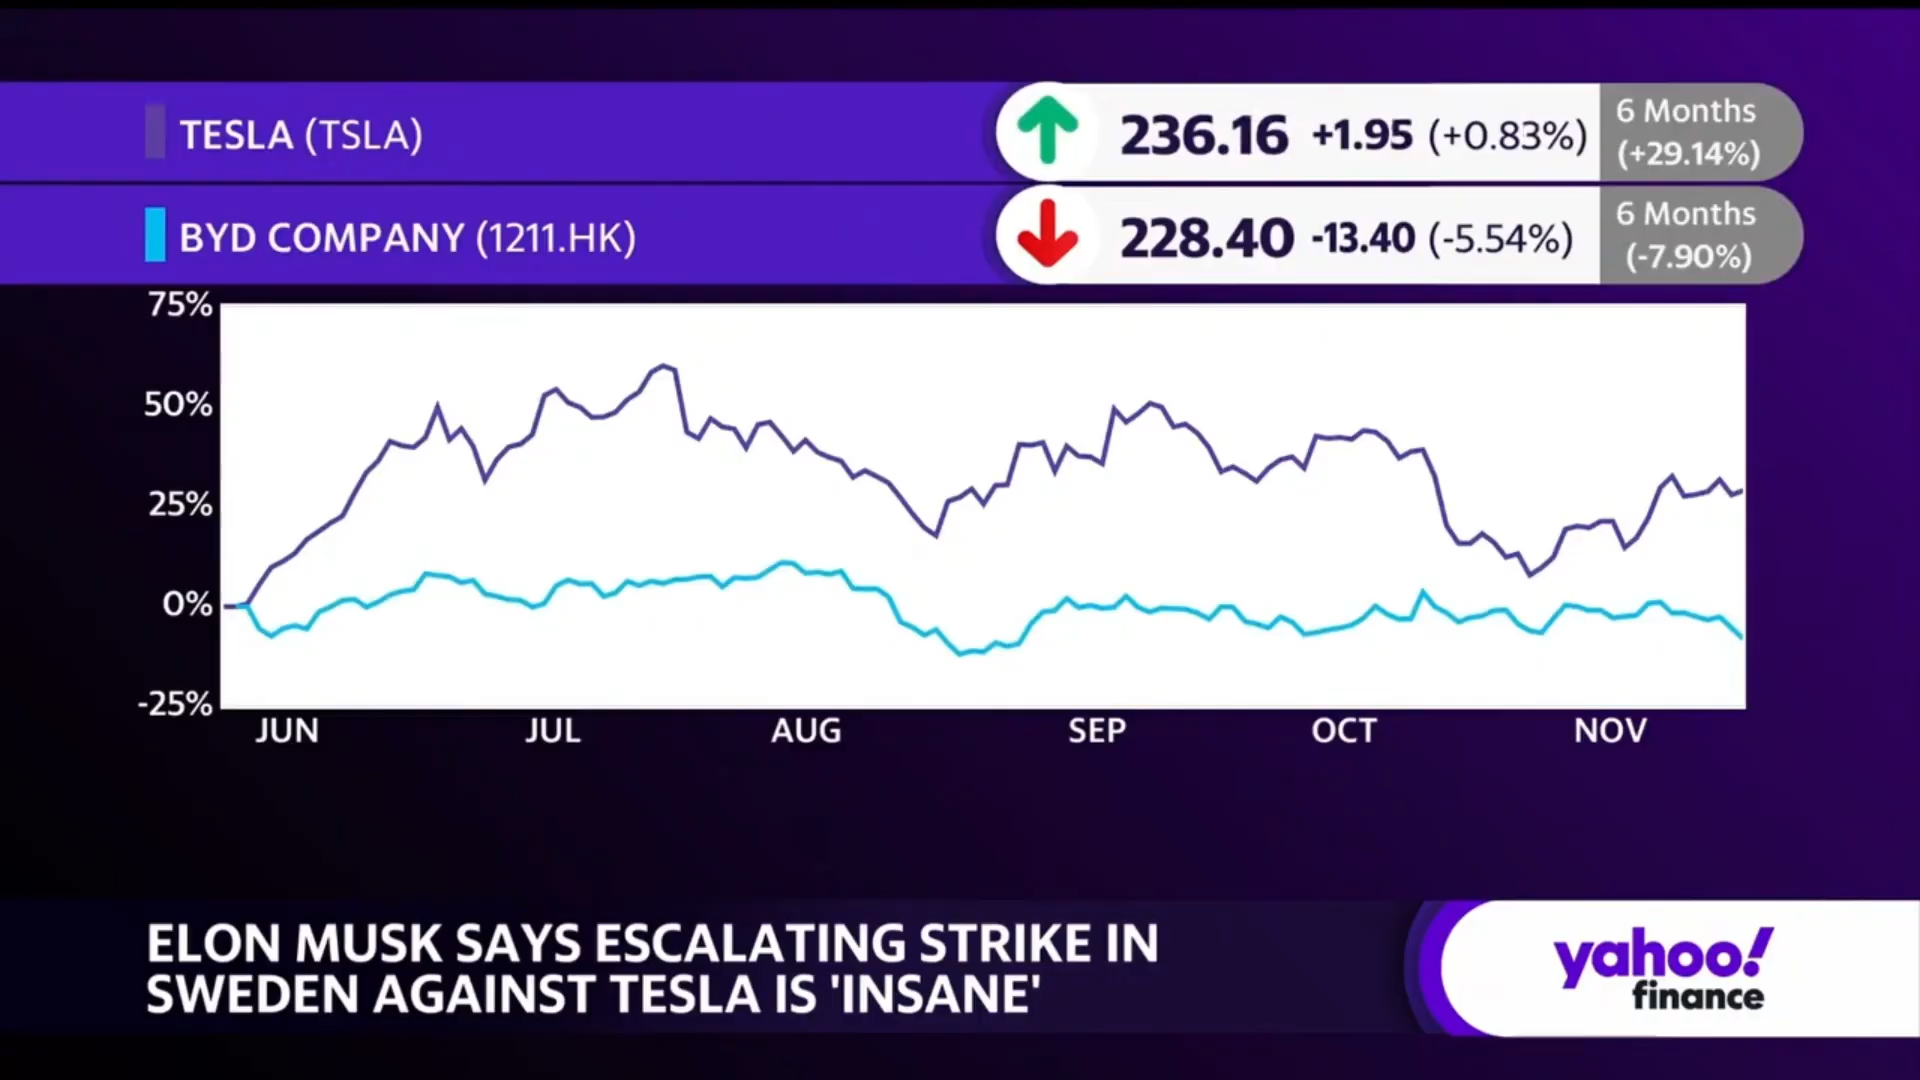 TESLA (TSLA)
236.16 +1.95 (+0.83%)
6 Months
(+29.14%)
BYD COMPANY (1211.HK)
228.40 -13.40 (-5.54%)
6 Months
(-7.90%)
75%
50%
25%
0%
-25%
JUN JUL AUG SEP OCT NOV
ELON MUSK SAYS ESCALATING STRIKE IN
SWEDEN AGAINST TESLA IS 'INSANE'
yahoo!
finance